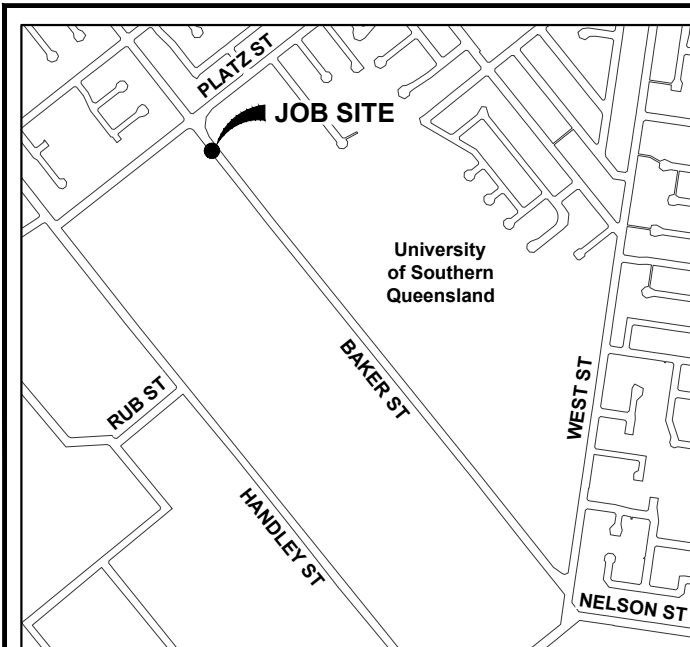 PLATZ ST
JOB SITE
University
of Southern
Queensland
BAKER ST
WEST ST
RUB ST
HANDLEY ST
NELSON ST